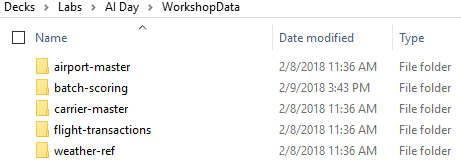 Decks > Labs > AI Day > WorkshopData
Name Date modified Type
airport-master 2/8/2018 11:36 AM File folder
batch-scoring 2/9/2018 3:43 PM File folder
carrier-master 2/8/2018 11:36 AM File folder
flight-transactions 2/8/2018 11:36 AM File folder
weather-ref 2/8/2018 11:36 AM File folder